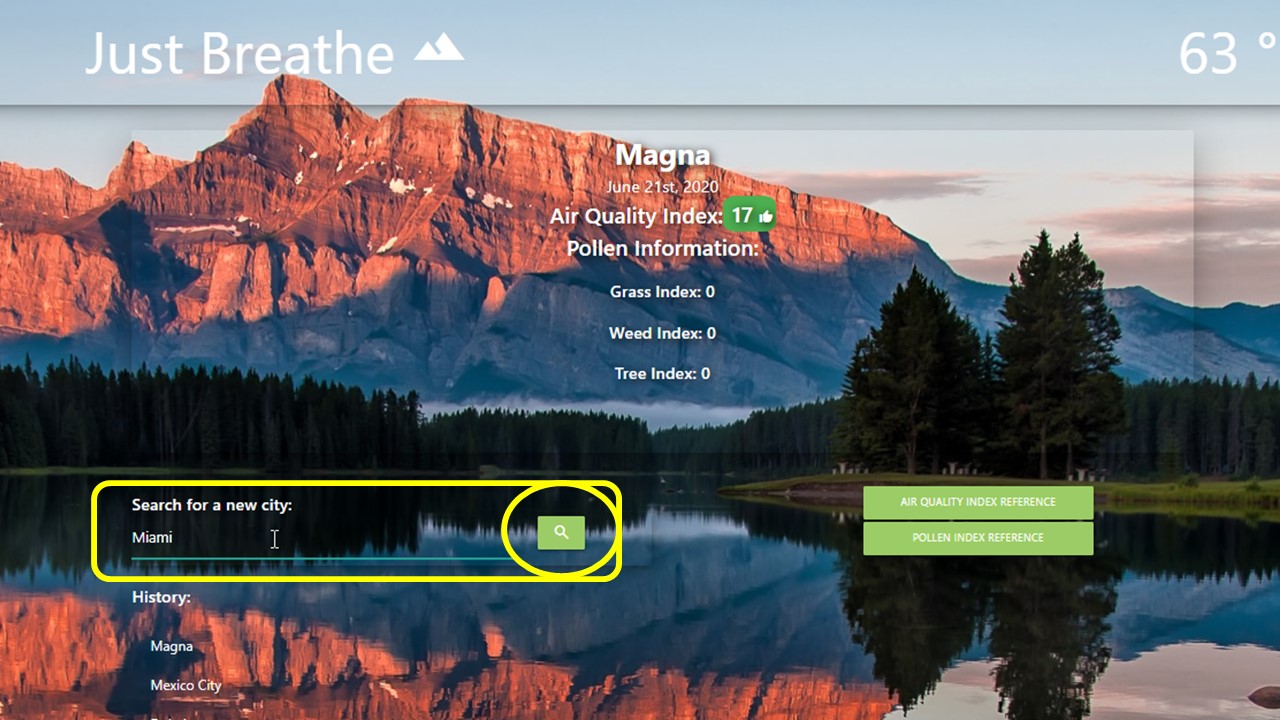 Just Breathe
63 °
Magna
June 21st, 2020
Air Quality Index: 17
Pollen Information:
Grass Index: 0
Weed Index: 0
Tree Index: 0
Search for a new city:
Miami
AIR QUALITY INDEX REFERENCE
POLLEN INDEX REFERENCE
History:
Magna
Mexico City